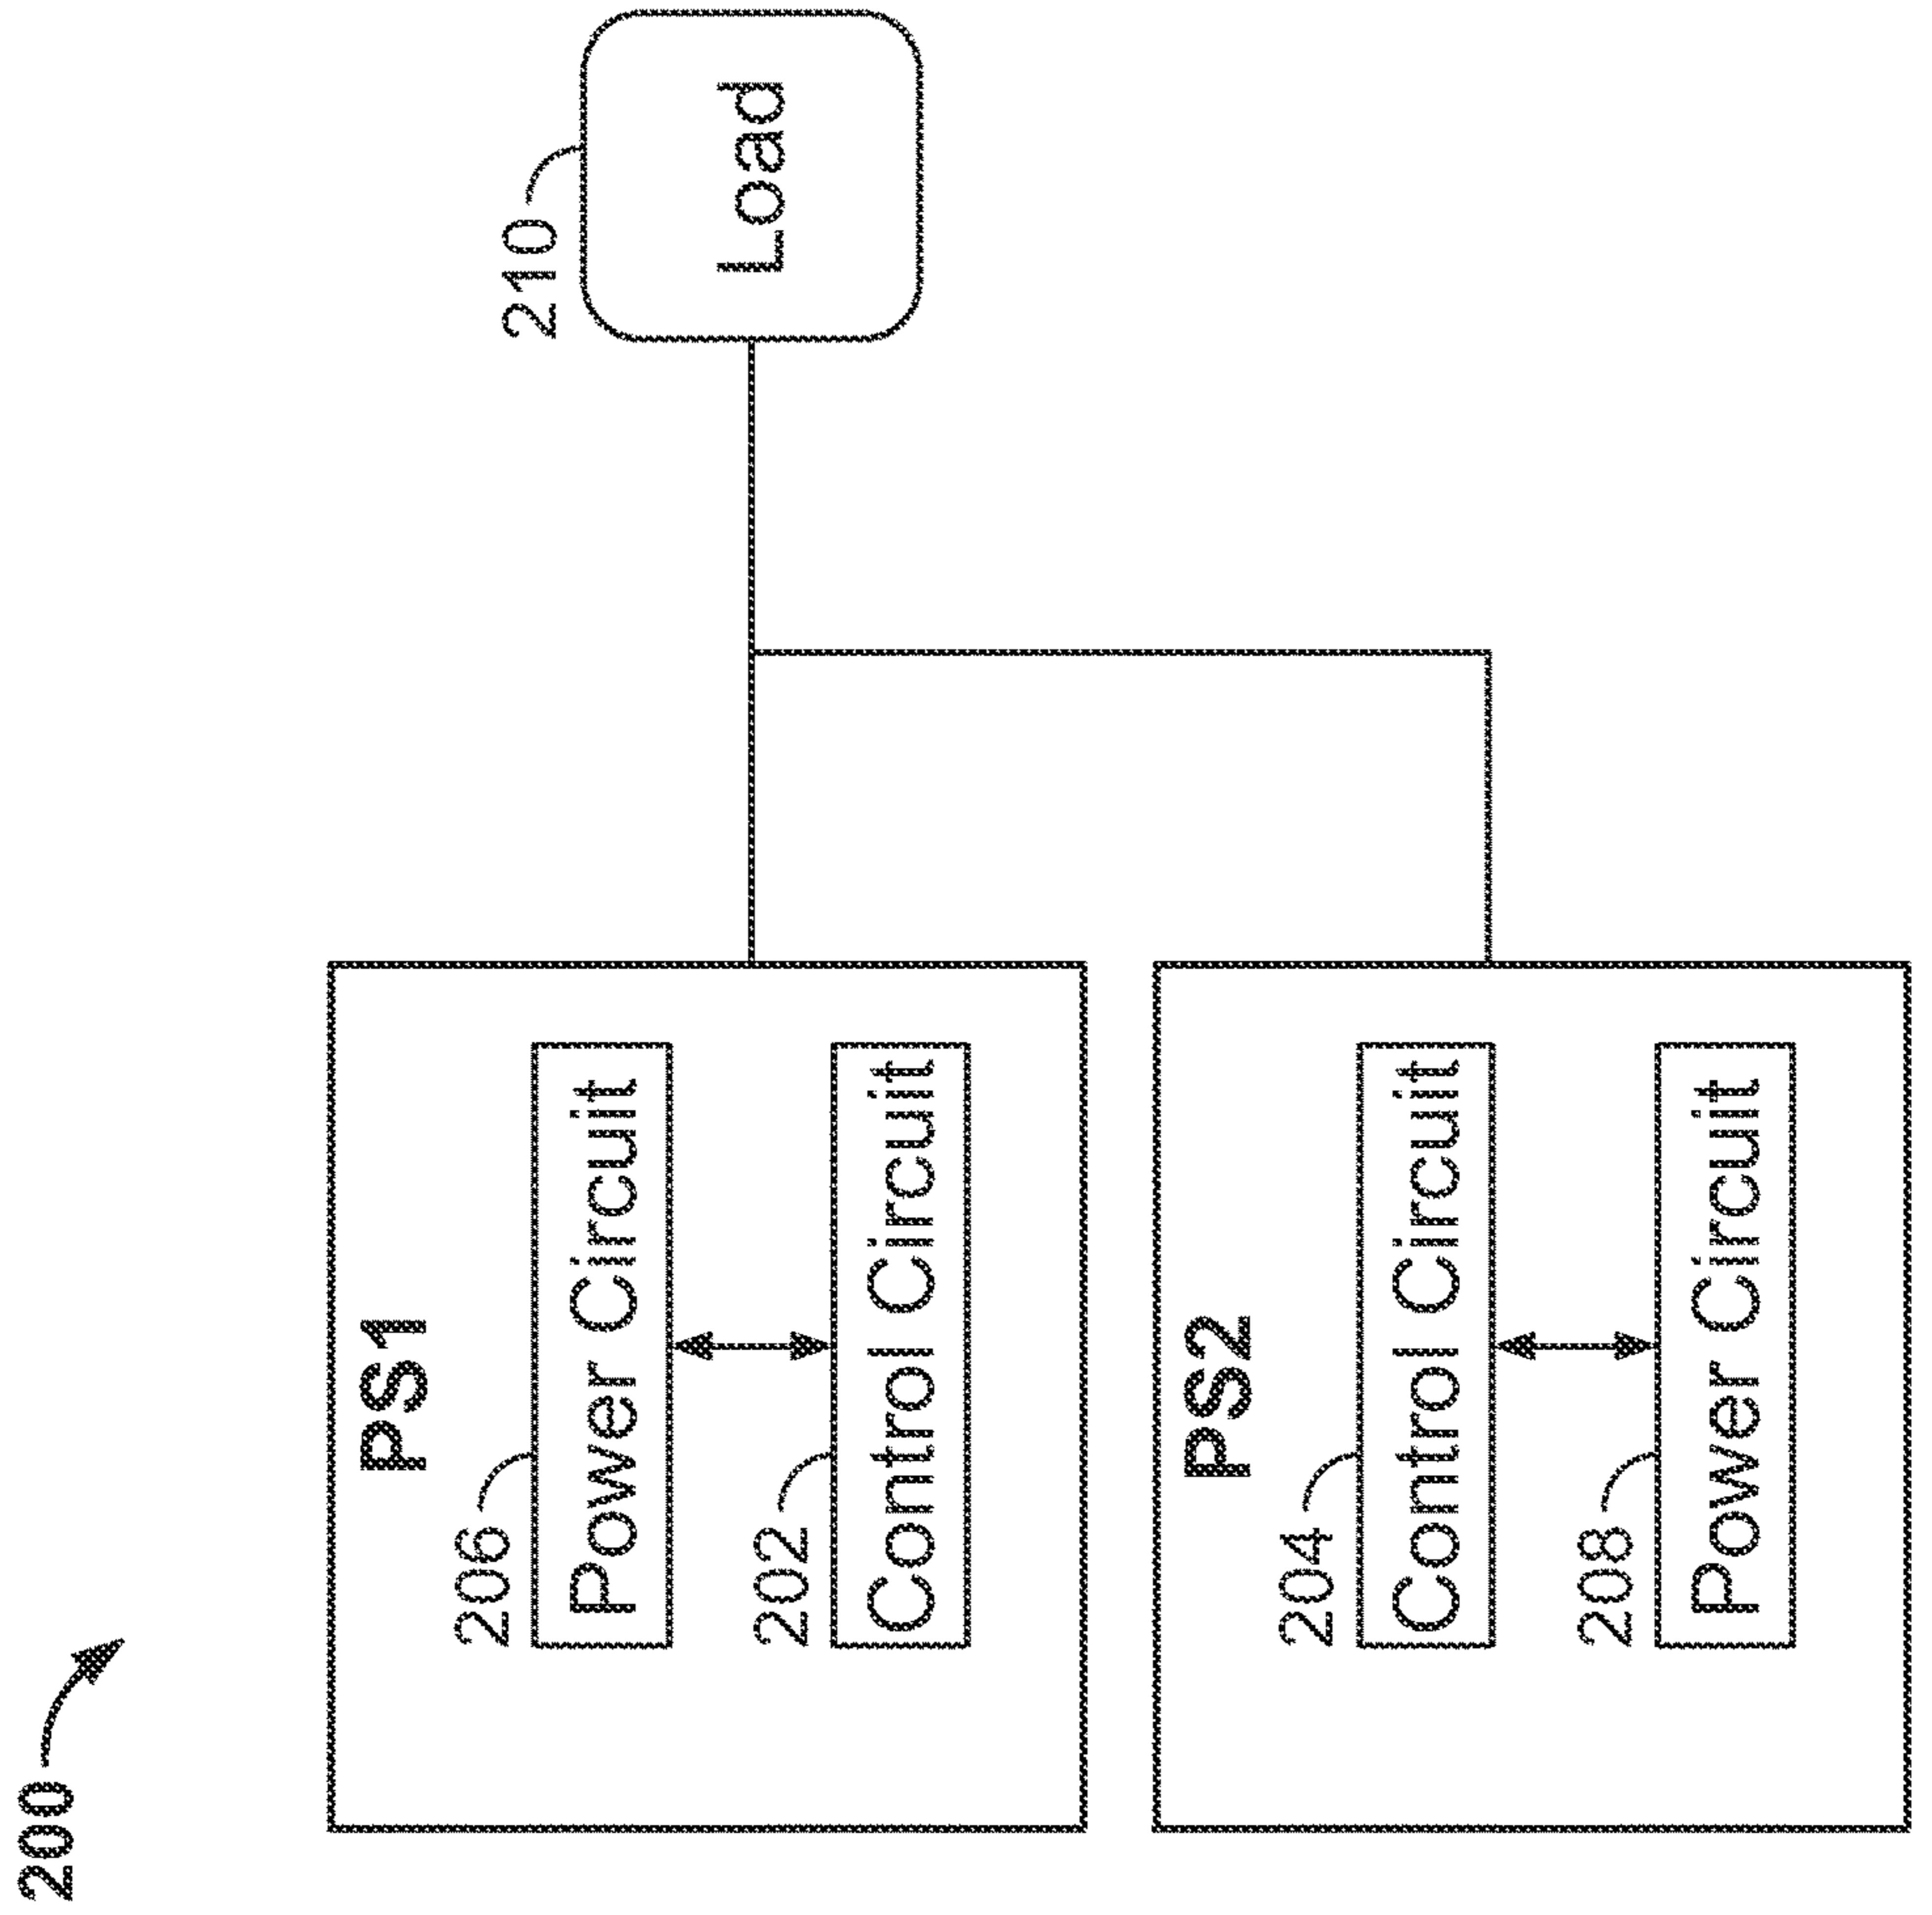 200
PS1
206
Power Circuit
202
Control Circuit
210
Load
PS2
204
Control Circuit
208
Power Circuit